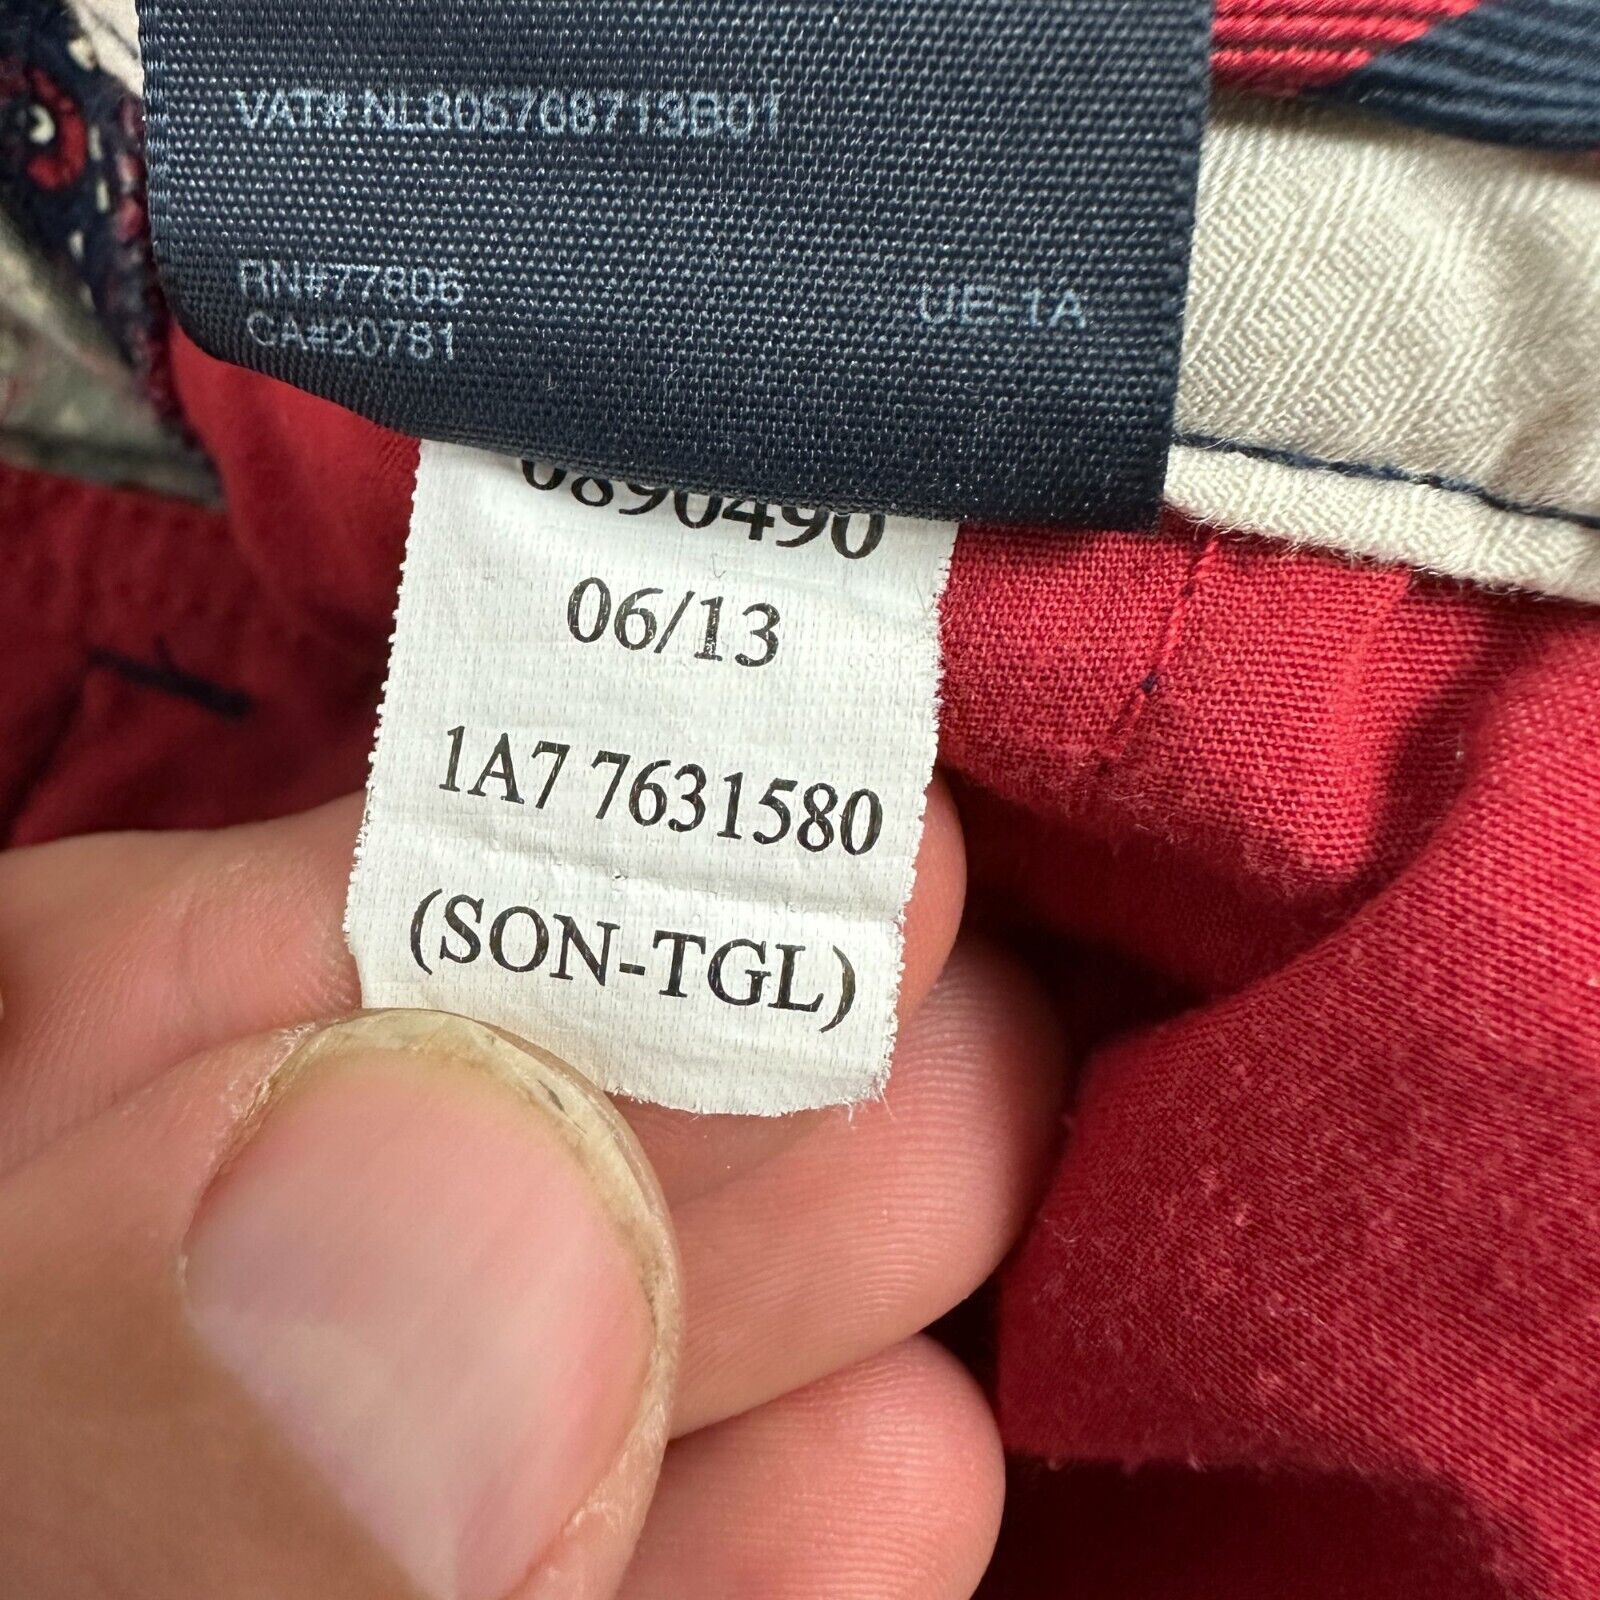 VAT# NL805768713B01
RN#77806
CA#20781
UE-1A
0890490
06/13
1A7 7631580
(SON-TGL)